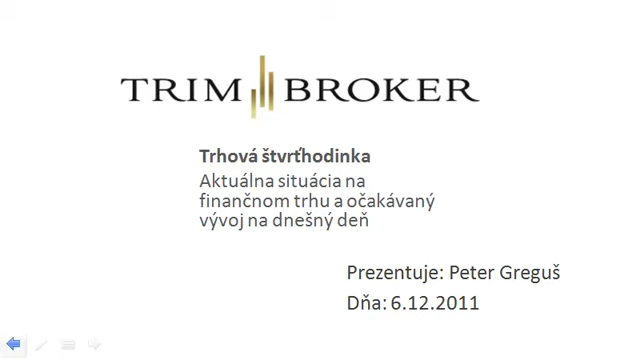 TRIM BROKER
Trhová štvrťhodinka
Aktuálna situácia na
finančnom trhu a očakávaný
vývoj na dnešný deň
Prezentuje: Peter Greguš
Dňa: 6.12.2011